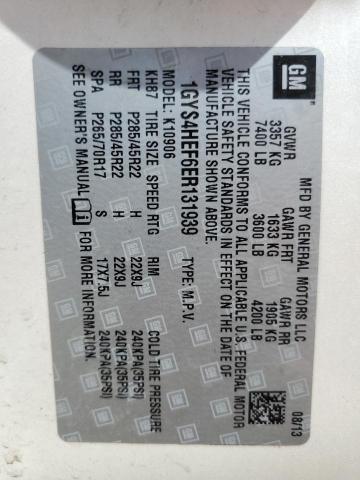 GM
MFD BY GENERAL MOTORS LLC 08/13
GVWR GAWR FRT GAWR RR
3357 KG 1633 KG 1905 KG
7400 LB 3600 LB 4200 LB
THIS VEHICLE CONFORMS TO ALL APPLICABLE U.S. FEDERAL MOTOR
VEHICLE SAFETY STANDARDS IN EFFECT ON THE DATE OF
MANUFACTURE SHOWN ABOVE.
1GYS4HEF6ER131939 TYPE: M.P.V.
K10906
KH87 TIRE SIZE SPEED RTG RIM COLD TIRE PRESSURE
FRT P285/45R22 H 22X9J 240KPA(35PSI)
RR P285/45R22 H 22X9J 240KPA(35PSI)
SPA P265/70R17 S 17X7.5J 240KPA(35PSI)
SEE OWNER'S MANUAL FOR MORE INFORMATION.